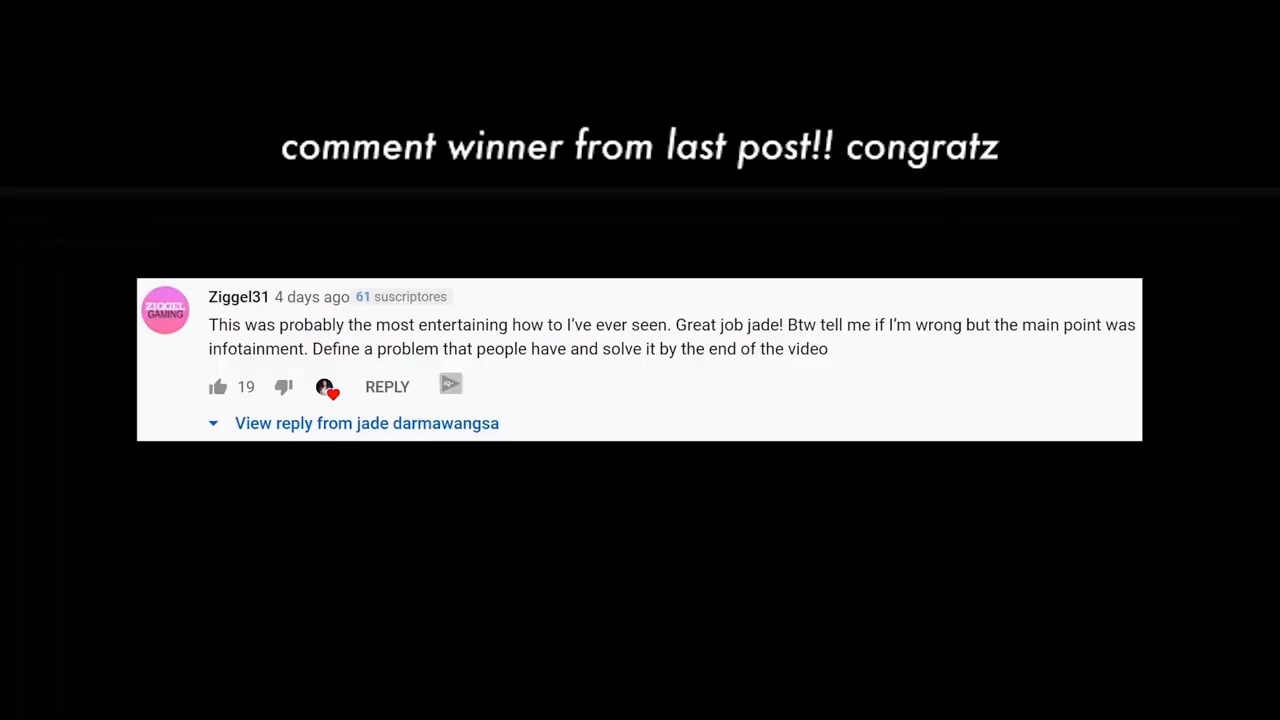 comment winner from last post!! congratz
ZIGGEL
GAMING
Ziggel31 4 days ago 61 suscriptores
This was probably the most entertaining how to I’ve ever seen. Great job jade! Btw tell me if I’m wrong but the main point was
infotainment. Define a problem that people have and solve it by the end of the video
19 REPLY
View reply from jade darmawangsa